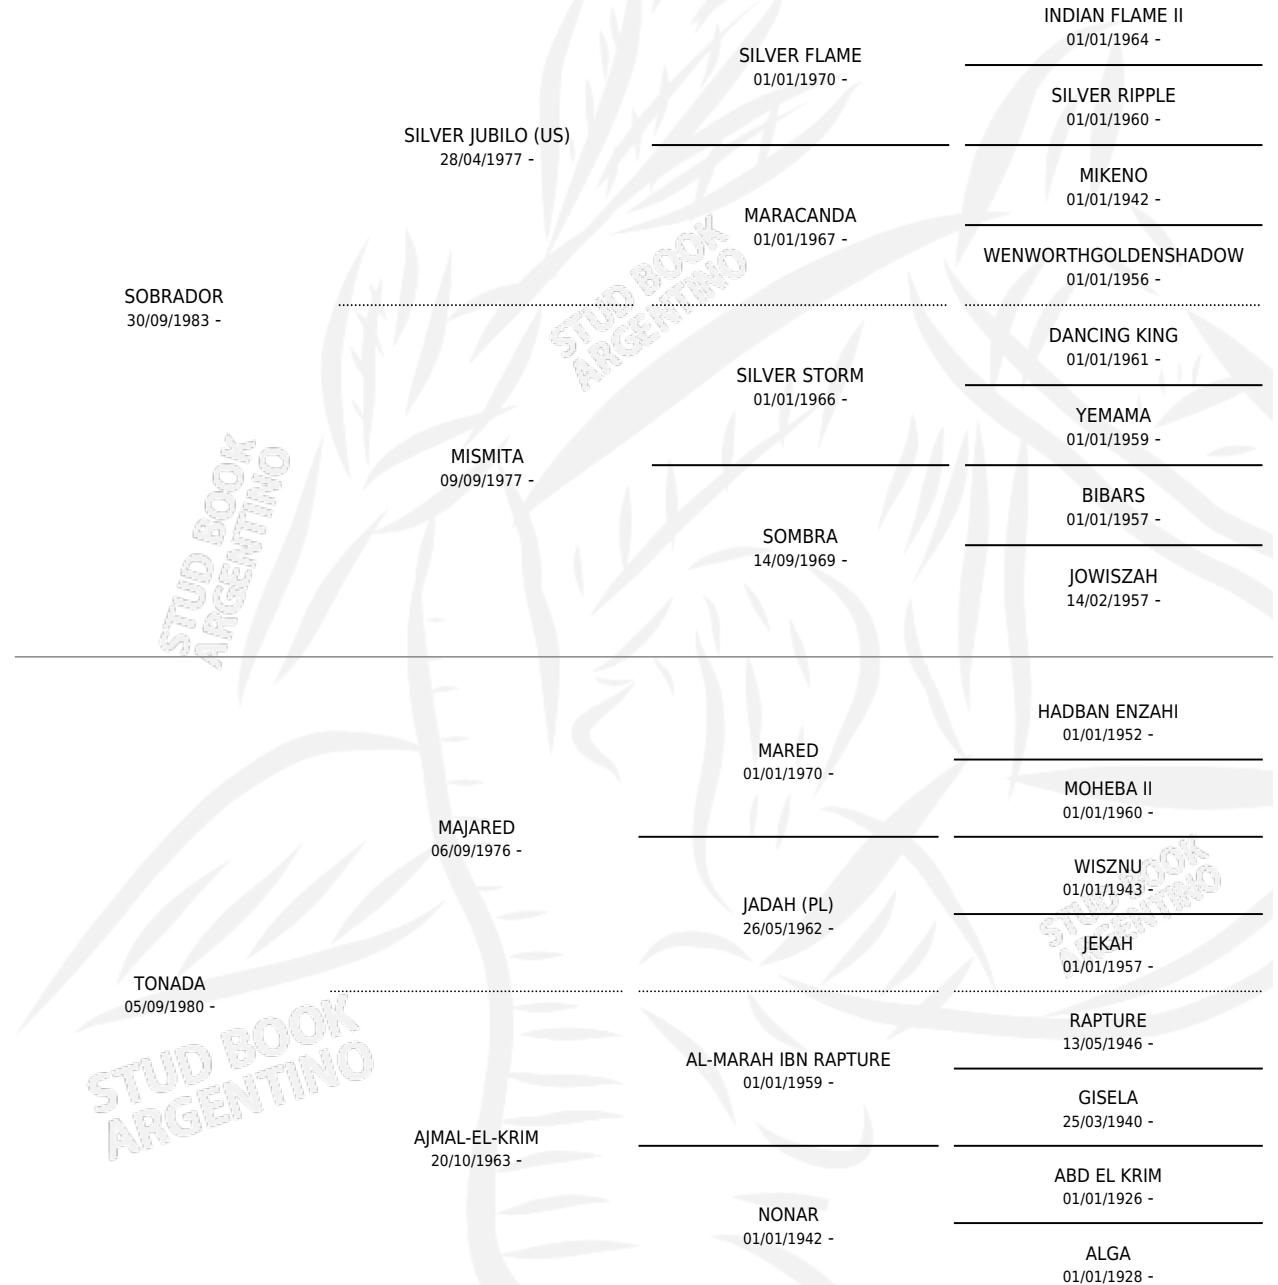 INDIAN FLAME II
01/01/1964 -
SILVER FLAME
01/01/1970 -
SILVER RIPPLE
01/01/1960 -
SILVER JUBILO (US)
28/04/1977 -
MIKENO
01/01/1942 -
MARACANDA
01/01/1967 -
WENWORTHGOLDENSHADOW
01/01/1956 -
SOBRADOR
30/09/1983 -
DANCING KING
01/01/1961 -
SILVER STORM
01/01/1966 -
YEMAMA
01/01/1959 -
MISMITA
09/09/1977 -
BIBARS
01/01/1957 -
SOMBRA
14/09/1969 -
JOWISZAH
14/02/1957 -
STUD BOOK
ARGENTINO
STUD BOOK
ARGENTINO
HADBAN ENZAHI
01/01/1952 -
MARED
01/01/1970 -
MOHEBA II
01/01/1960 -
MAJARED
06/09/1976 -
WISZNU
01/01/1943 -
JADAH (PL)
26/05/1962 -
JEKAH
01/01/1957 -
TONADA
05/09/1980 -
RAPTURE
13/05/1946 -
AL-MARAH IBN RAPTURE
01/01/1959 -
GISELA
25/03/1940 -
AJMAL-EL-KRIM
20/10/1963 -
ABD EL KRIM
01/01/1926 -
NONAR
01/01/1942 -
ALGA
01/01/1928 -
STUD BOOK
ARGENTINO
STUD BOOK
ARGENTINO